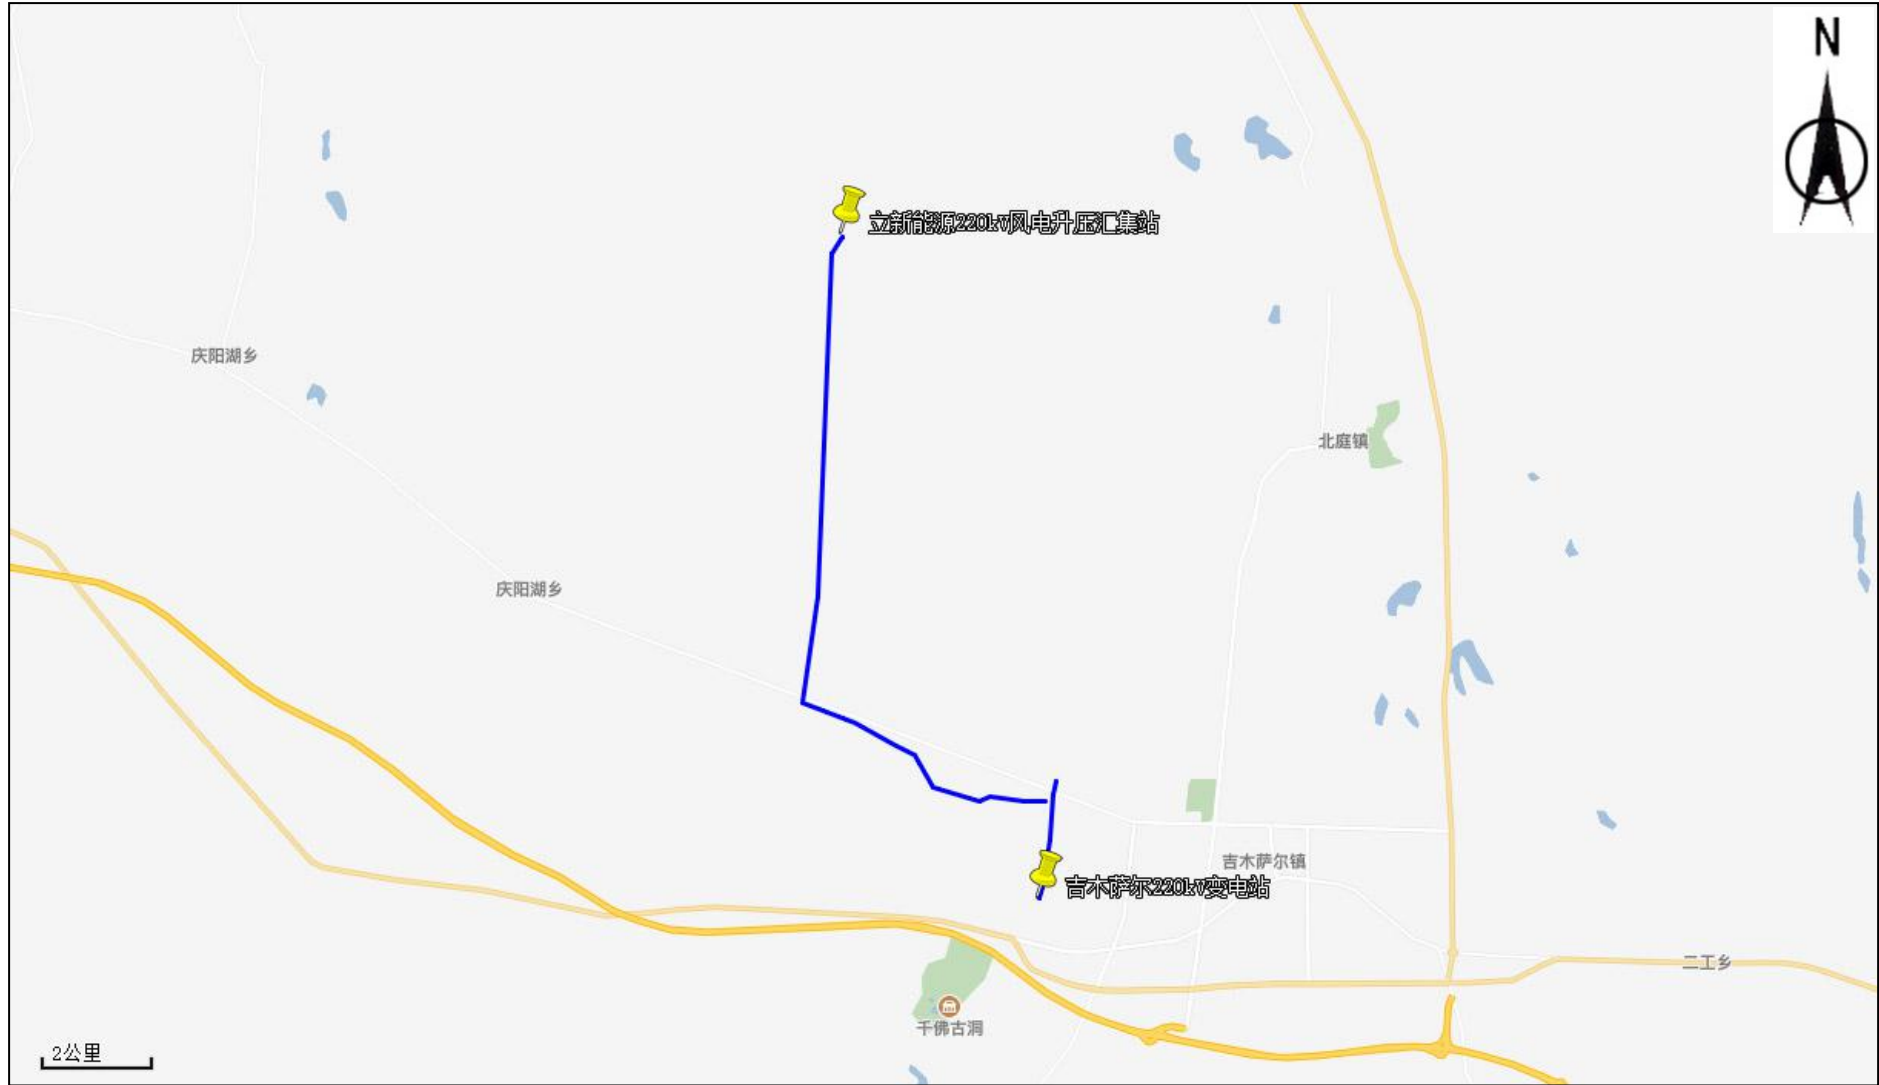 N
立新能源220kv风电升压汇集站
庆阳湖乡
北庭镇
庆阳湖乡
吉木萨尔镇
吉木萨尔220kv变电站
二工乡
千佛古洞
2公里